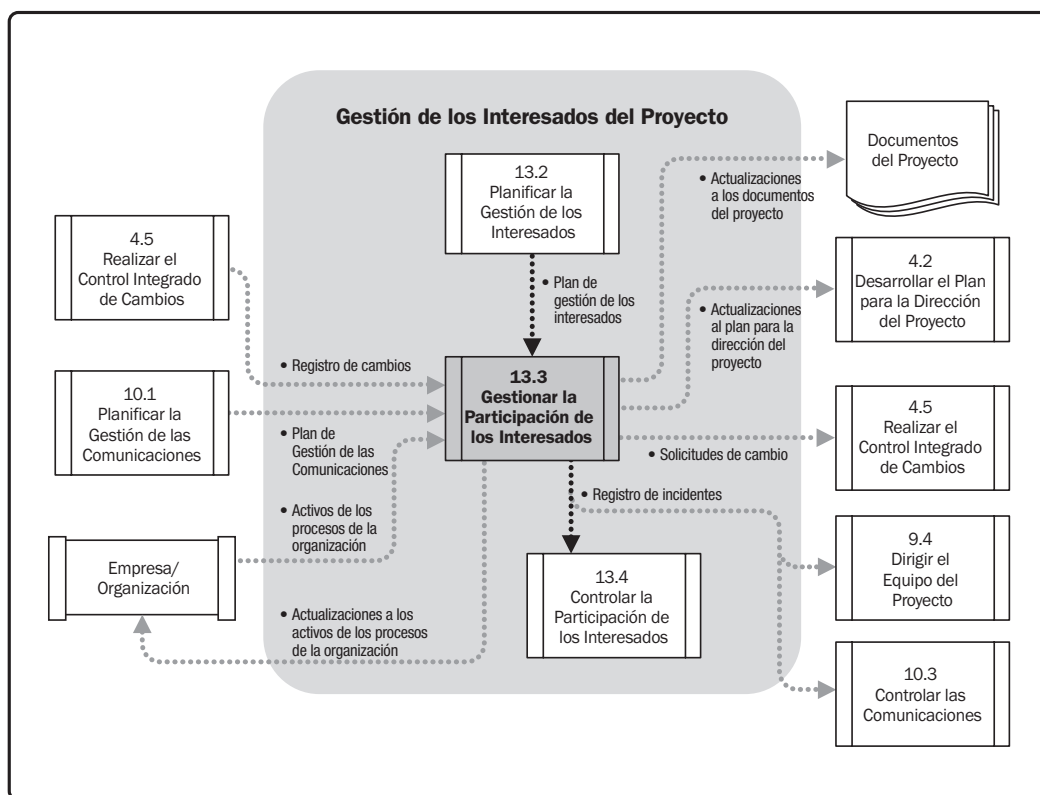 Gestión de los Interesados del Proyecto
13.2
Planificar la
Gestión de los
Interesados
• Actualizaciones
a los documentos
del proyecto
Documentos
del Proyecto
4.5
Realizar el
Control Integrado
de Cambios
• Plan de
gestión de los
interesados
• Actualizaciones
al plan para la
dirección del
proyecto
4.2
Desarrollar el Plan
para la Dirección
del Proyecto
• Registro de cambios
10.1
Planificar la
Gestión de las
Comunicaciones
13.3
Gestionar la
Participación de
los Interesados
• Plan de
Gestión de las
Comunicaciones
• Solicitudes de cambio
4.5
Realizar el
Control Integrado
de Cambios
• Activos de los
procesos de la
organización
• Registro de incidentes
Empresa/
Organización
9.4
Dirigir el
Equipo del
Proyecto
13.4
Controlar la
Participación de
los Interesados
• Actualizaciones a los
activos de los procesos
de la organización
10.3
Controlar las
Comunicaciones